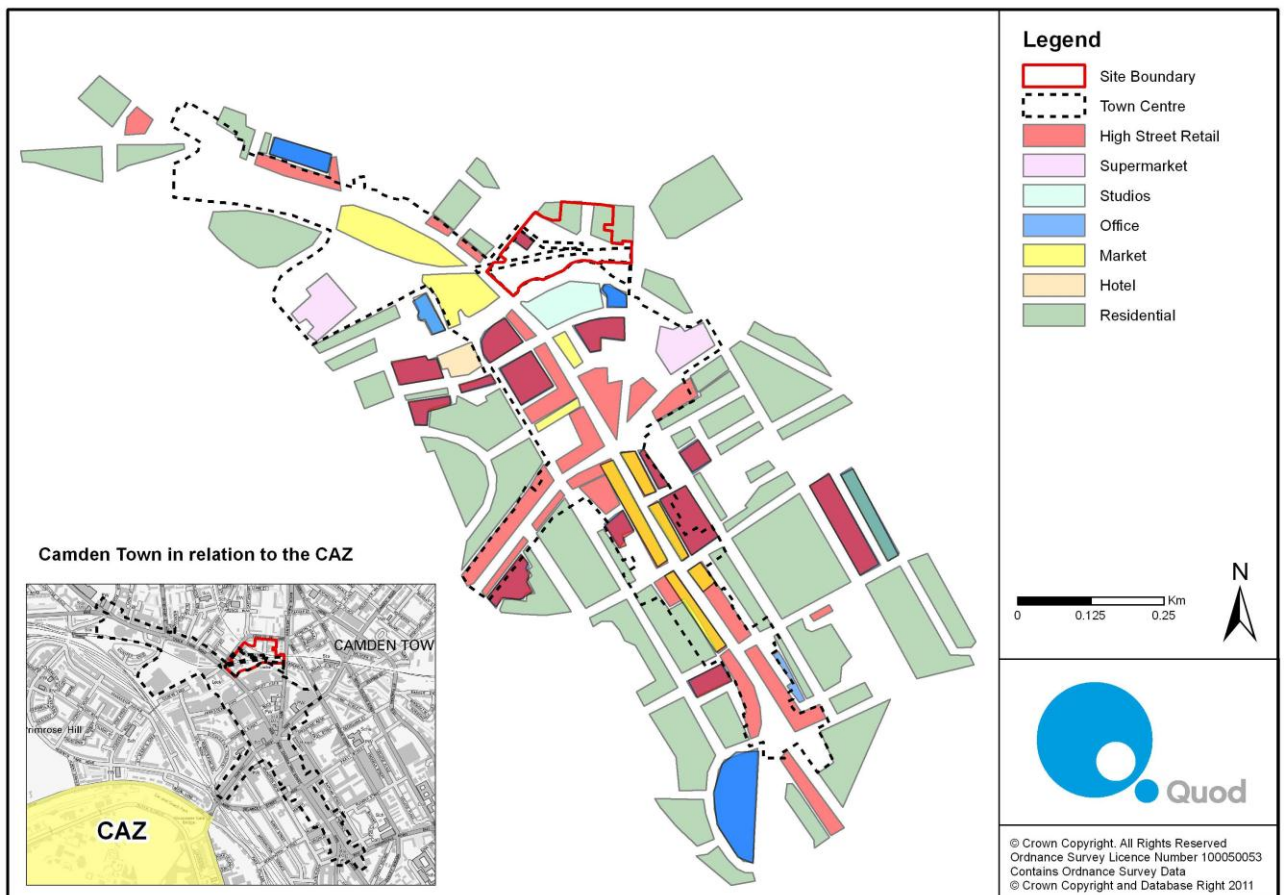 Legend
Site Boundary
Town Centre
High Street Retail
Supermarket
Studios
Office
Market
Hotel
Residential
0 0.125 0.25 Km
N
Camden Town in relation to the CAZ
CAMDEN TOW
rimrose Hill
CAZ
Quod
© Crown Copyright. All Rights Reserved
Ordnance Survey Licence Number 100050053
Contains Ordnance Survey Data
© Crown Copyright and Database Right 2011